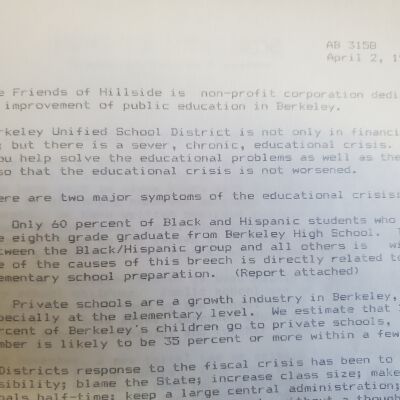 AB 3158
April 2, 1
e Friends of Hillside is non-profit corporation dedi
improvement of public education in Berkeley.
rkeley Unified School District is not only in financi
; but there is a sever, chronic, educational crisis.
ou help solve the educational problems as well as the
so that the educational crisis is not worsened.
ere are two major symptoms of the educational crisis:
Only 60 percent of Black and Hispanic students who
e eighth grade graduate from Berkeley High School.
tween the Black/Hispanic group and all others is wi
e of the causes of this breech is directly related to
ementary school preparation. (Report attached)
Private schools are a growth industry in Berkeley,
pecially at the elementary level. We estimate that
rcent of Berkeley's children go to private schools,
mber is likely to be 35 percent or more within a few
Districts response to the fiscal crisis has been to
sibility; blame the State; increase class size; make
pals half-time; keep a large central administration;
without a though